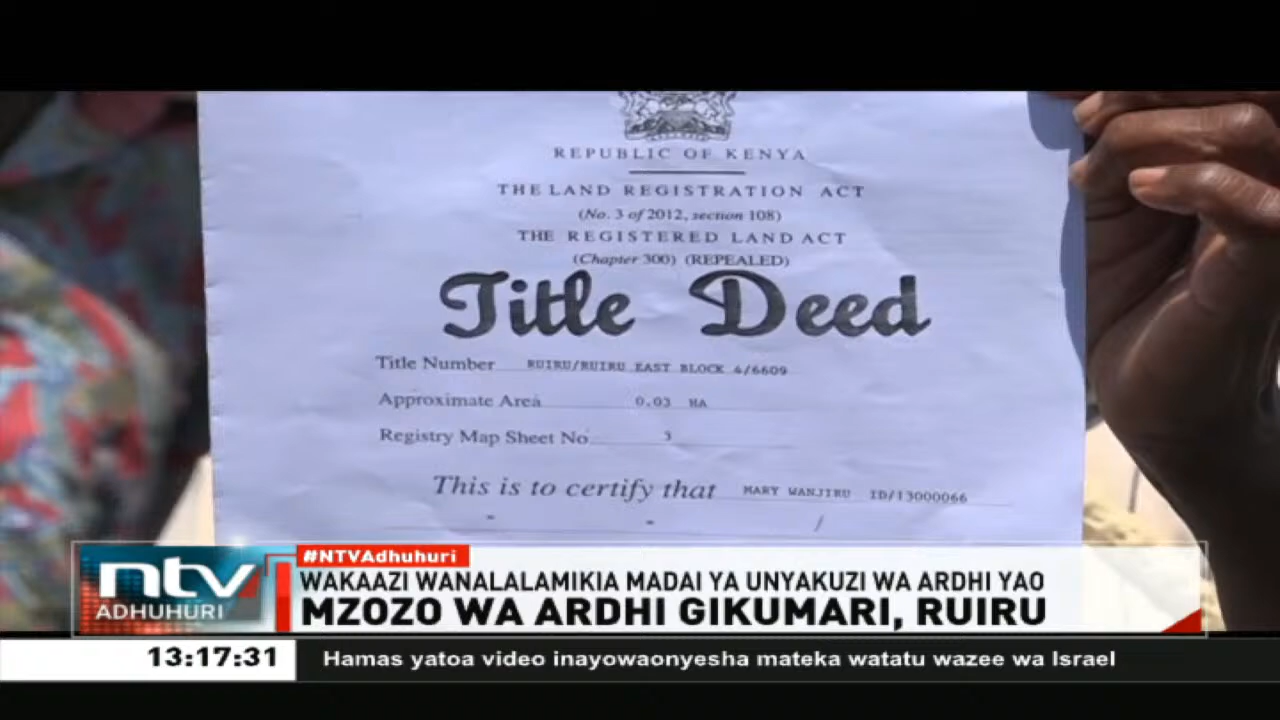 REPUBLIC OF KENYA
THE LAND REGISTRATION ACT
(No. 3 of 2012, section 108)
THE REGISTERED LAND ACT
(Chapter 300) (REPEALED)
Title Deed
Title Number RUIRU/RUIRU EAST BLOCK 4/6609
Approximate Area 0.03 HA
Registry Map Sheet No. 3
This is to certify that MARY WANJIRU ID/13000066
#NTVAdhuhuri
ntv
ADHUHURI
WAKAAZI WANALALAMIKIA MADAI YA UNYAKUZI WA ARDHI YAO
MZOZO WA ARDHI GIKUMARI, RUIRU
13:17:31 Hamas yatoa video inayowaonyesha mateka watatu wazee wa Israel